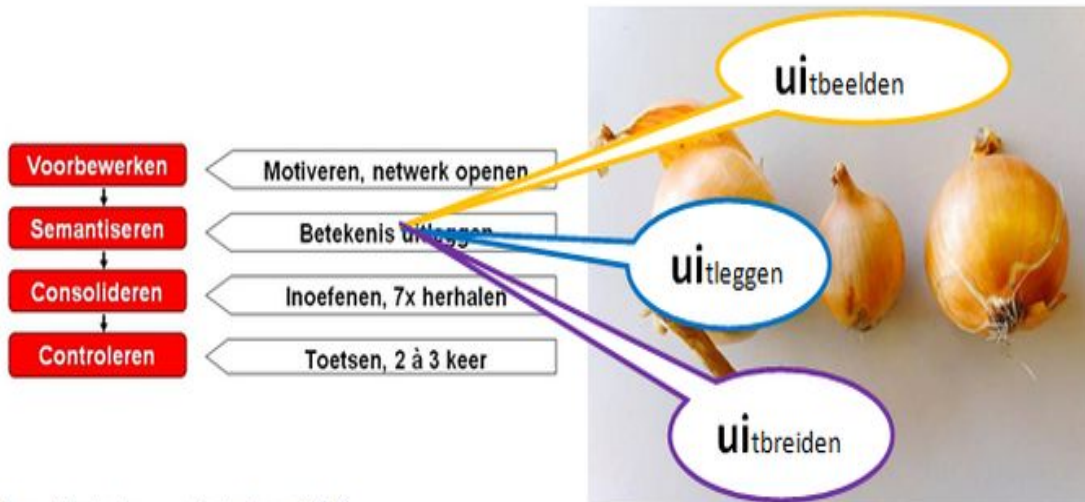 Voorbewerken
Motiveren, netwerk openen
Semantiseren
Betekenis uitleggen
Consolideren
Inoefenen, 7x herhalen
Controleren
Toetsen, 2 à 3 keer
uitbeelden
uitleggen
uitbreiden